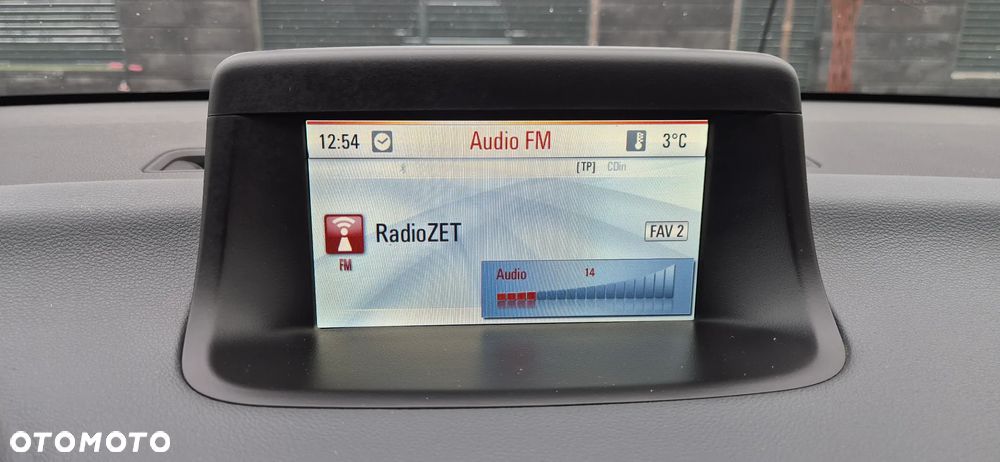 12:54 Audio FM 3°C
[TP] CDin
RadioZET FAV 2
FM
Audio 14
OTOMOTO